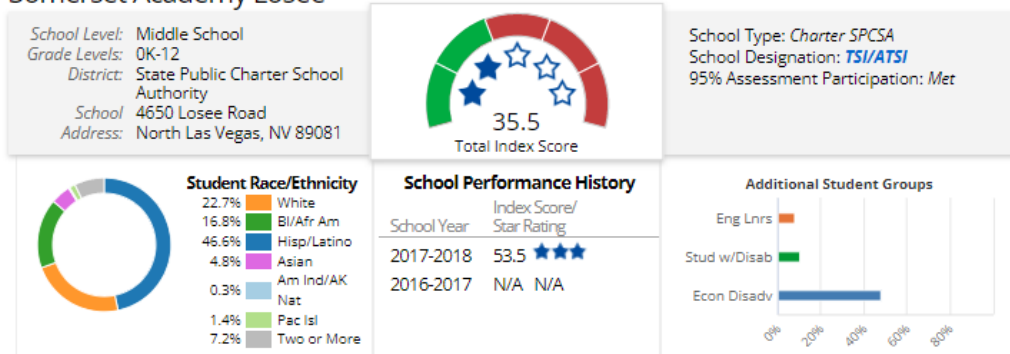 Somerset Academy Losee
School Level: Middle School
Grade Levels: 0K-12
District: State Public Charter School
Authority
School 4650 Losee Road
Address: North Las Vegas, NV 89081
35.5
Total Index Score
School Type: Charter SPCSA
School Designation: TSI/ATSI
95% Assessment Participation: Met
Student Race/Ethnicity
22.7% White
16.8% Bl/Afr Am
46.6% Hisp/Latino
4.8% Asian
0.3% Am Ind/AK
Nat
1.4% Pac Isl
7.2% Two or More
School Performance History
School Year Index Score/
Star Rating
2017-2018 53.5
2016-2017 N/A N/A
Additional Student Groups
Eng Lnrs
Stud w/Disab
Econ Disadv
0% 20% 40% 60% 80%